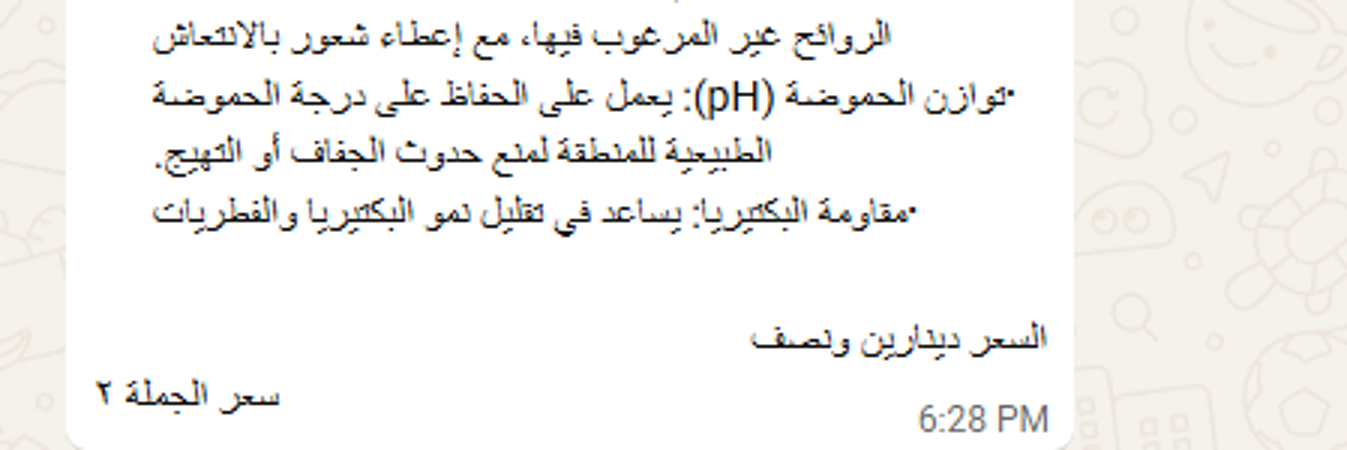 الروائح غير المرغوب فيها، مع إعطاء شعور بالانتعاش
•توازن الحموضة (pH): يعمل على الحفاظ على درجة الحموضة
الطبيعية للمنطقة لمنع حدوث الجفاف أو التهيج.
•مقاومة البكتيريا: يساعد في تقليل نمو البكتيريا والفطريات
السعر دينارين ونصف
سعر الجملة ٢
6:28 PM